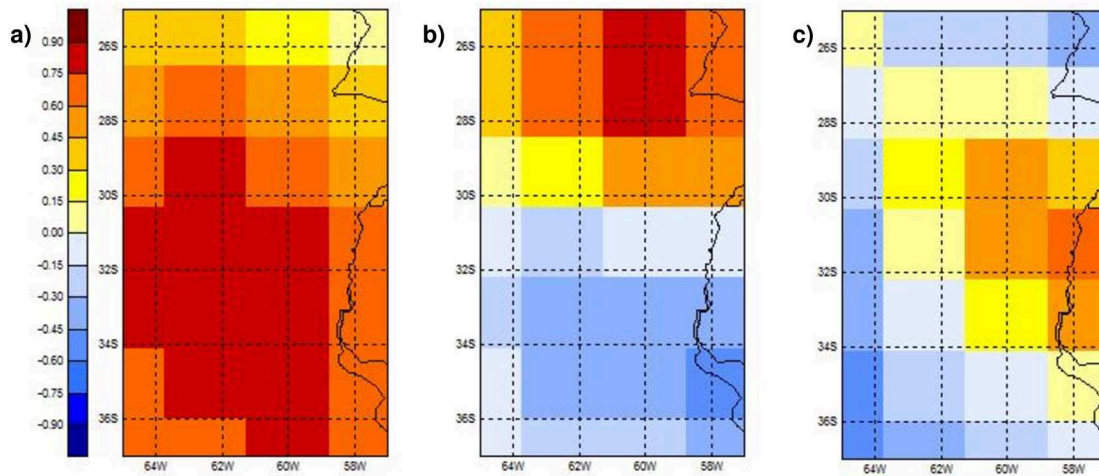 a)
0.90
0.75
0.60
0.45
0.30
0.15
0.00
-0.15
-0.30
-0.45
-0.60
-0.75
-0.90
26S
28S
30S
32S
34S
36S
64W 62W 60W 58W
b)
26S
28S
30S
32S
34S
36S
64W 62W 60W 58W
c)
26S
28S
30S
32S
34S
36S
64W 62W 60W 58W